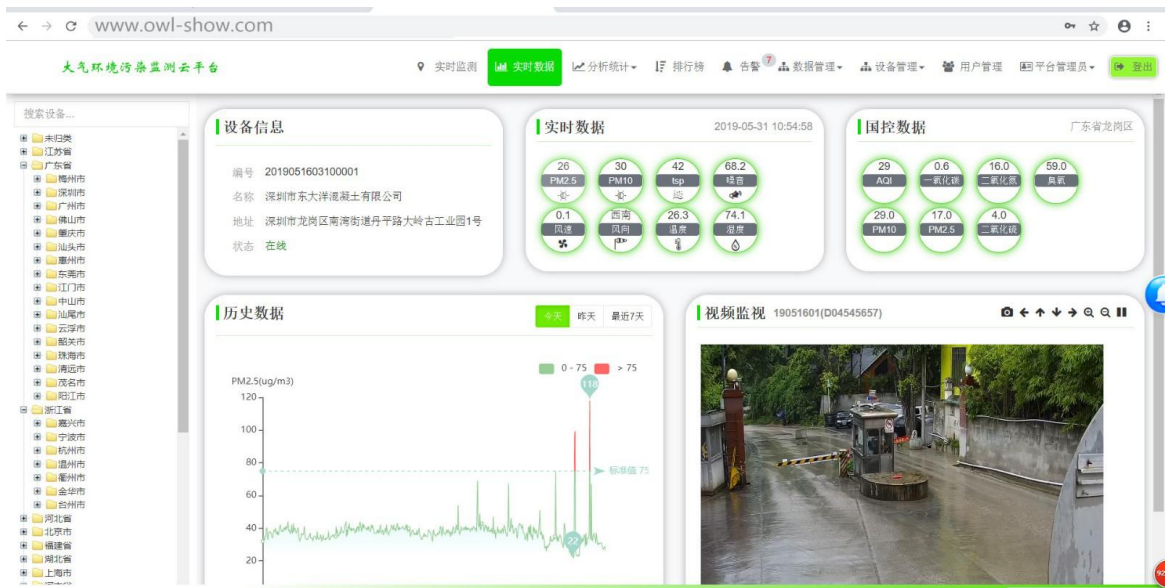 www.owl-show.com
大气环境污染监测云平台
实时监测
实时数据
分析统计
排行榜
告警 7
数据管理
设备管理
用户管理
平台管理员
登出
搜索设备...
未归类
江苏省
广东省
梅州市
深圳市
广州市
佛山市
肇庆市
汕头市
惠州市
东莞市
江门市
中山市
汕尾市
云浮市
韶关市
珠海市
清远市
茂名市
阳江市
浙江省
嘉兴市
宁波市
杭州市
温州市
衢州市
金华市
台州市
河北省
北京市
福建省
湖北省
上海市
设备信息
编号 2019051603100001
名称 深圳市东大洋混凝土有限公司
地址 深圳市龙岗区南湾街道丹平路大岭古工业园1号
状态 在线
实时数据 2019-05-31 10:54:58
26 30 42 68.2
PM2.5 PM10 tsp 噪音
0.1 西南 26.3 74.1
风速 风向 温度 湿度
国控数据 广东省龙岗区
29 0.6 16.0 59.0
AQI 一氧化碳 二氧化氮 臭氧
29.0 17.0 4.0
PM10 PM2.5 二氧化硫
历史数据 今天 昨天 最近7天
0 - 75 > 75
PM2.5(ug/m3)
118
120
100
80
标准值 75
60
40
22
20
视频监视 19051601(D04545657)
92